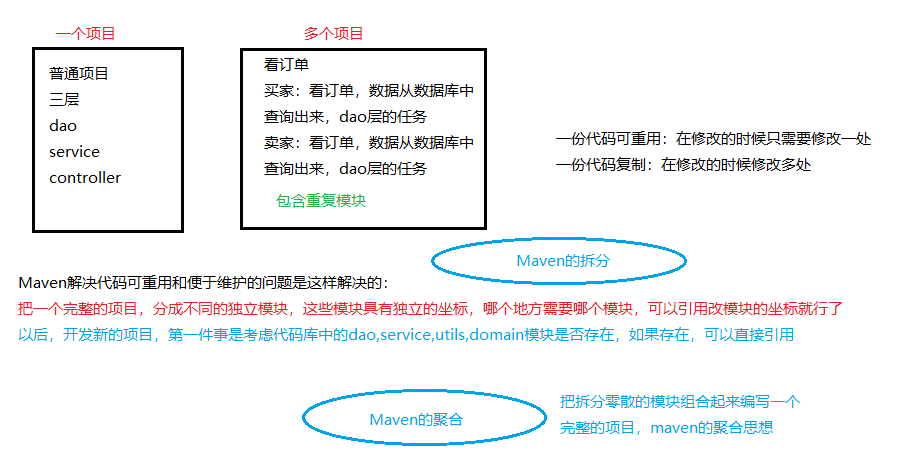 一个项目
普通项目
三层
dao
service
controller
多个项目
看订单
买家：看订单，数据从数据库中
查询出来，dao层的任务
卖家：看订单，数据从数据库中
查询出来，dao层的任务
包含重复模块
一份代码可重用：在修改的时候只需要修改一处
一份代码复制：在修改的时候修改多处
Maven的拆分
Maven解决代码可重用和便于维护的问题是这样解决的：
把一个完整的项目，分成不同的独立模块，这些模块具有独立的坐标，哪个地方需要哪个模块，可以引用改模块的坐标就行了
以后，开发新的项目，第一件事是考虑代码库中的dao,service,utils,domain模块是否存在，如果存在，可以直接引用
Maven的聚合
把拆分零散的模块组合起来编写一个
完整的项目，maven的聚合思想